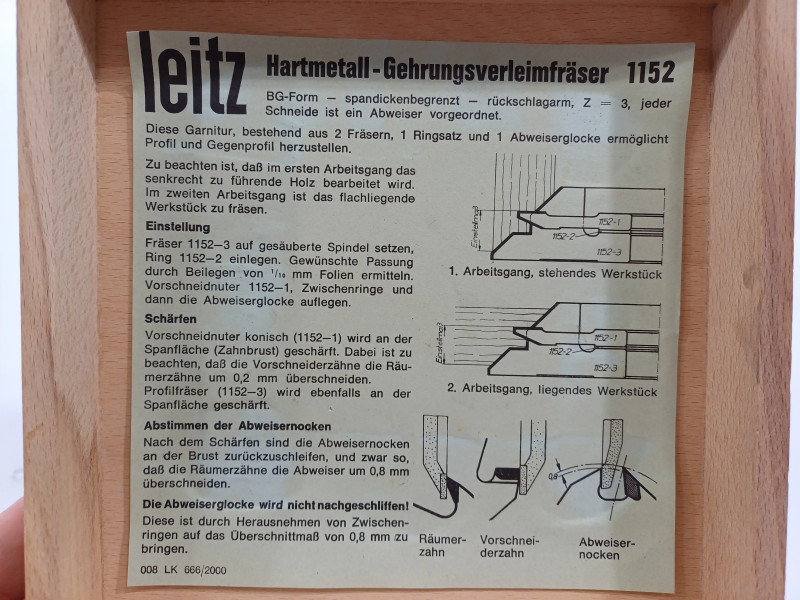 leitz
Hartmetall-Gehrungsverleimfräser 1152
BG-Form — spandickenbegrenzt — rückschlagarm, Z = 3, jeder
Schneide ist ein Abweiser vorgeordnet.
Diese Garnitur, bestehend aus 2 Fräsern, 1 Ringsatz und 1 Abweiserglocke ermöglicht
Profil und Gegenprofil herzustellen.
Zu beachten ist, daß im ersten Arbeitsgang das
senkrecht zu führende Holz bearbeitet wird.
Im zweiten Arbeitsgang ist das flachliegende
Werkstück zu fräsen.
Einstellung
Fräser 1152—3 auf gesäuberte Spindel setzen,
Ring 1152—2 einlegen. Gewünschte Passung
durch Beilegen von 1/10 mm Folien ermitteln.
Vorschneidnuter 1152—1, Zwischenringe und
dann die Abweiserglocke auflegen.
Schärfen
Vorschneidnuter konisch (1152—1) wird an der
Spanfläche (Zahnbrust) geschärft. Dabei ist zu
beachten, daß die Vorschneiderzähne die Räu-
merzähne um 0,2 mm überschneiden.
Profilfräser (1152—3) wird ebenfalls an der
Spanfläche geschärft.
Abstimmen der Abweisernocken
Nach dem Schärfen sind die Abweisernocken
an der Brust zurückzuschleifen, und zwar so,
daß die Räumerzähne die Abweiser um 0,8 mm
überschneiden.
Die Abweiserglocke wird nicht nachgeschliffen!
Diese ist durch Herausnehmen von Zwischen-
ringen auf das Überschnittmaß von 0,8 mm zu
bringen.
008 LK 666/2000
Einstellmaß
1152-1
1152-2
1152-3
1. Arbeitsgang, stehendes Werkstück
Einstellmaß
1152-1
1152-2
1152-3
2. Arbeitsgang, liegendes Werkstück
0,8
Räumer-
zahn
Vorschnei-
derzahn
Abweiser-
nocken